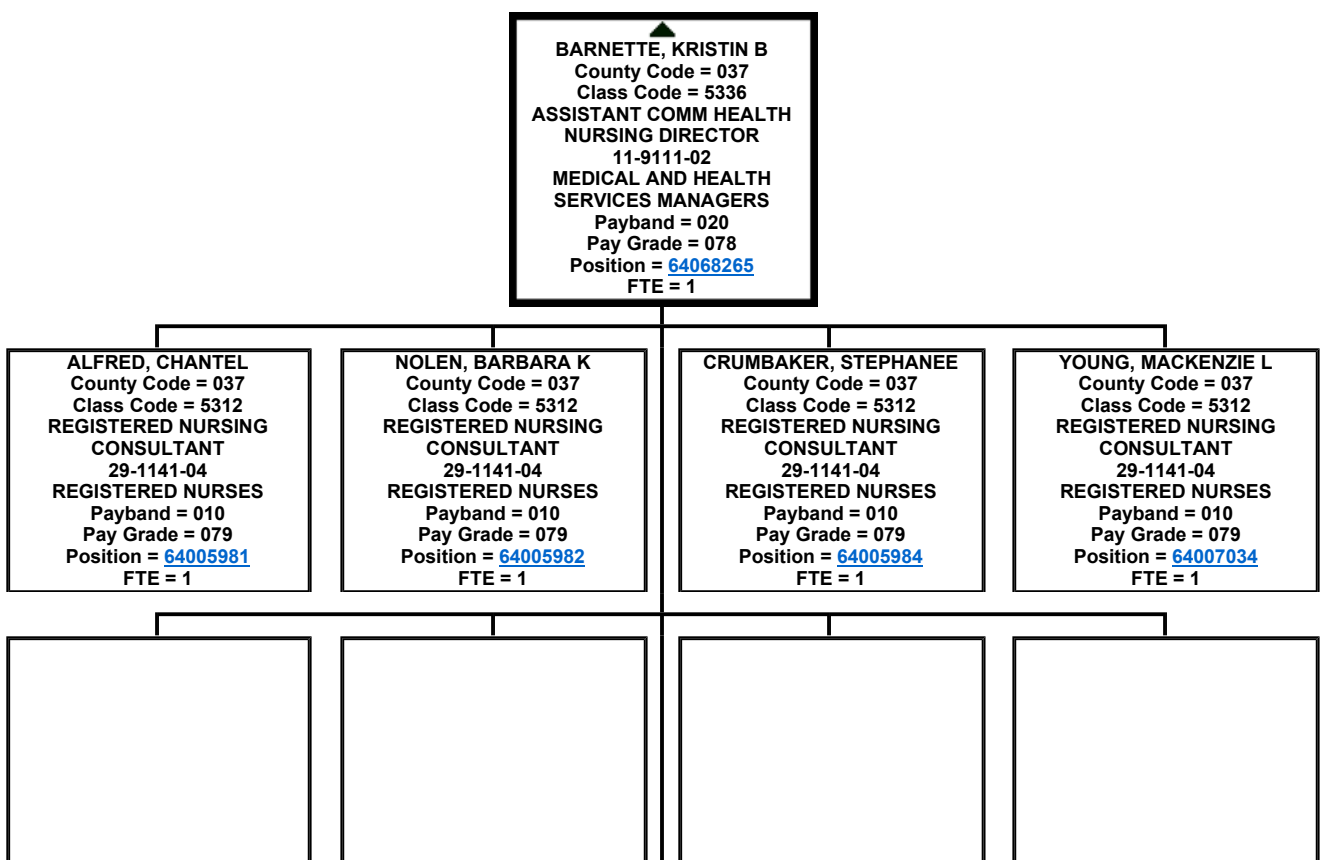 BARNETTE, KRISTIN B
County Code = 037
Class Code = 5336
ASSISTANT COMM HEALTH
NURSING DIRECTOR
11-9111-02
MEDICAL AND HEALTH
SERVICES MANAGERS
Payband = 020
Pay Grade = 078
Position = 64068265
FTE = 1
ALFRED, CHANTEL
County Code = 037
Class Code = 5312
REGISTERED NURSING
CONSULTANT
29-1141-04
REGISTERED NURSES
Payband = 010
Pay Grade = 079
Position = 64005981
FTE = 1
NOLEN, BARBARA K
County Code = 037
Class Code = 5312
REGISTERED NURSING
CONSULTANT
29-1141-04
REGISTERED NURSES
Payband = 010
Pay Grade = 079
Position = 64005982
FTE = 1
CRUMBAKER, STEPHANEE
County Code = 037
Class Code = 5312
REGISTERED NURSING
CONSULTANT
29-1141-04
REGISTERED NURSES
Payband = 010
Pay Grade = 079
Position = 64005984
FTE = 1
YOUNG, MACKENZIE L
County Code = 037
Class Code = 5312
REGISTERED NURSING
CONSULTANT
29-1141-04
REGISTERED NURSES
Payband = 010
Pay Grade = 079
Position = 64007034
FTE = 1